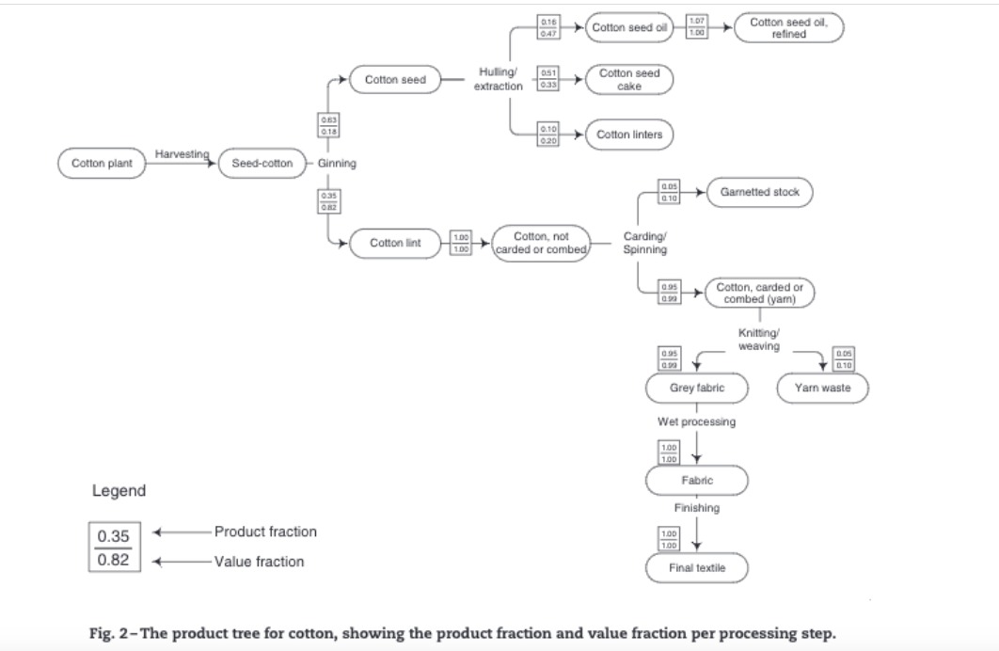 0.16
0.47
Cotton seed oil
1.07
1.00
Cotton seed oil,
refined
Cotton seed
Hulling/
extraction
0.51
0.33
Cotton seed
cake
0.10
0.20
Cotton linters
0.63
0.18
Cotton plant
Harvesting
Seed-cotton
Ginning
0.35
0.82
Cotton lint
1.00
1.00
Cotton, not
carded or combed
Carding/
Spinning
0.05
0.10
Garnetted stock
0.95
0.99
Cotton, carded or
combed (yarn)
Knitting/
weaving
0.95
0.99
Grey fabric
0.05
0.10
Yarn waste
Wet processing
1.00
1.00
Fabric
Finishing
1.00
1.00
Final textile
Legend
0.35
0.82
Product fraction
Value fraction
Fig. 2–The product tree for cotton, showing the product fraction and value fraction per processing step.